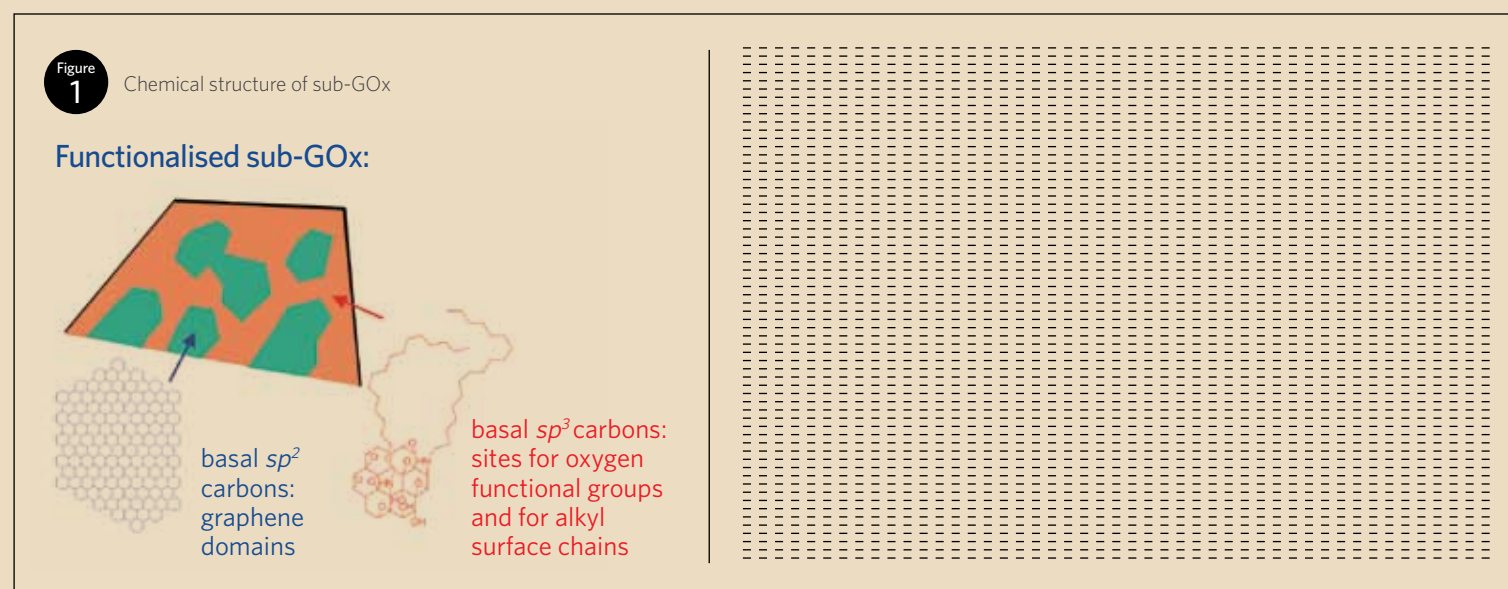 Figure
1
Chemical structure of sub-GOx
Functionalised sub-GOx:
basal sp²
carbons:
graphene
domains
basal sp³ carbons:
sites for oxygen
functional groups
and for alkyl
surface chains
OH